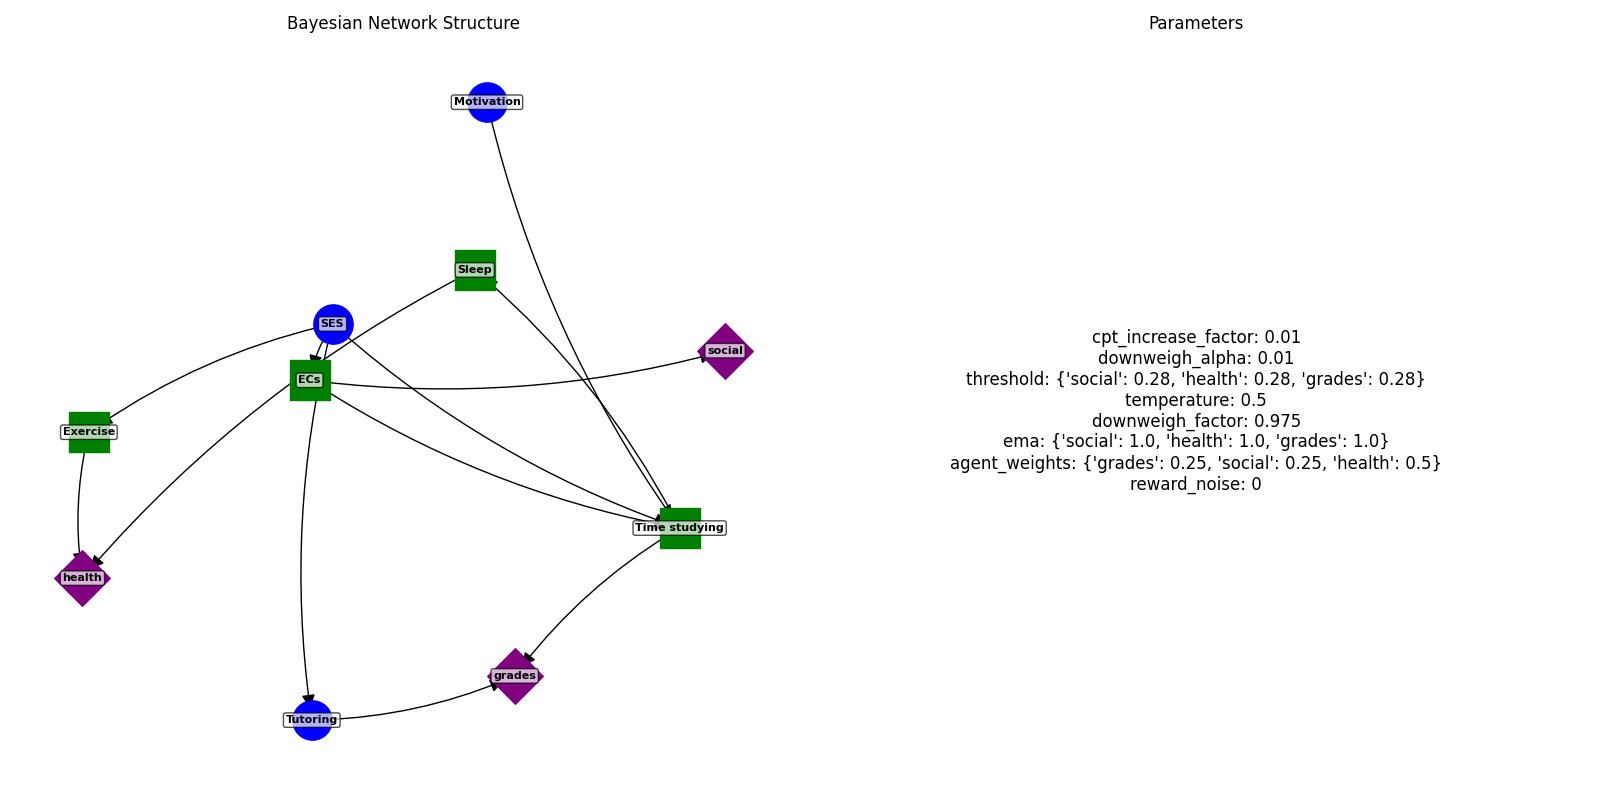 Bayesian Network Structure
Parameters
Motivation
Sleep
SES
social
ECs
Exercise
Time studying
health
grades
Tutoring
cpt_increase_factor: 0.01
downweigh_alpha: 0.01
threshold: {'social': 0.28, 'health': 0.28, 'grades': 0.28}
temperature: 0.5
downweigh_factor: 0.975
ema: {'social': 1.0, 'health': 1.0, 'grades': 1.0}
agent_weights: {'grades': 0.25, 'social': 0.25, 'health': 0.5}
reward_noise: 0